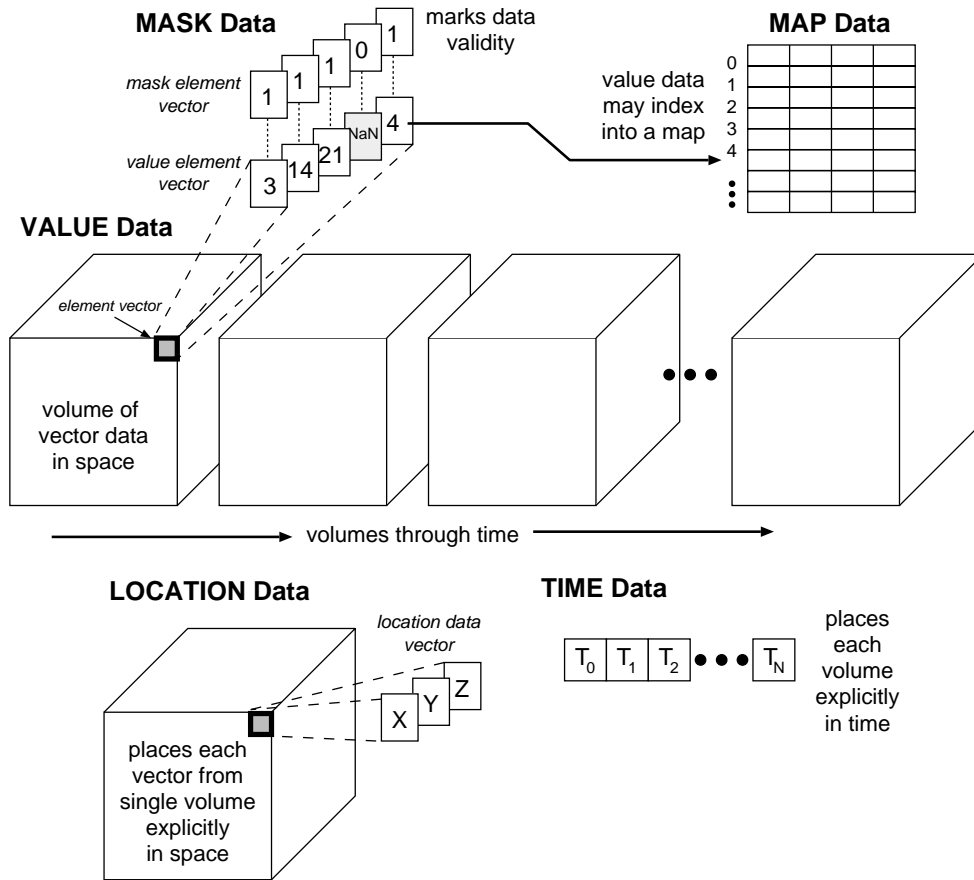 MASK Data
marks data
validity
MAP Data
mask element
vector
1
1
1
0
1
value data
may index
into a map
0
1
2
3
4
value element
vector
3
14
21
NaN
4
VALUE Data
element vector
volume of
vector data
in space
volumes through time
LOCATION Data
location data
vector
X
Y
Z
places each
vector from
single volume
explicitly
in space
TIME Data
T0 T1 T2 TN
places
each
volume
explicitly
in time